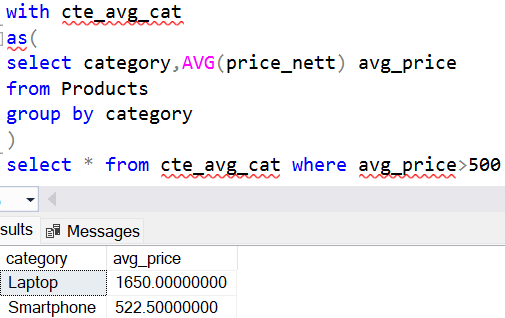 with cte_avg_cat
as(
select category,AVG(price_nett) avg_price
from Products
group by category
)
select * from cte_avg_cat where avg_price>500
sults Messages
category avg_price
Laptop 1650.00000000
Smartphone 522.50000000